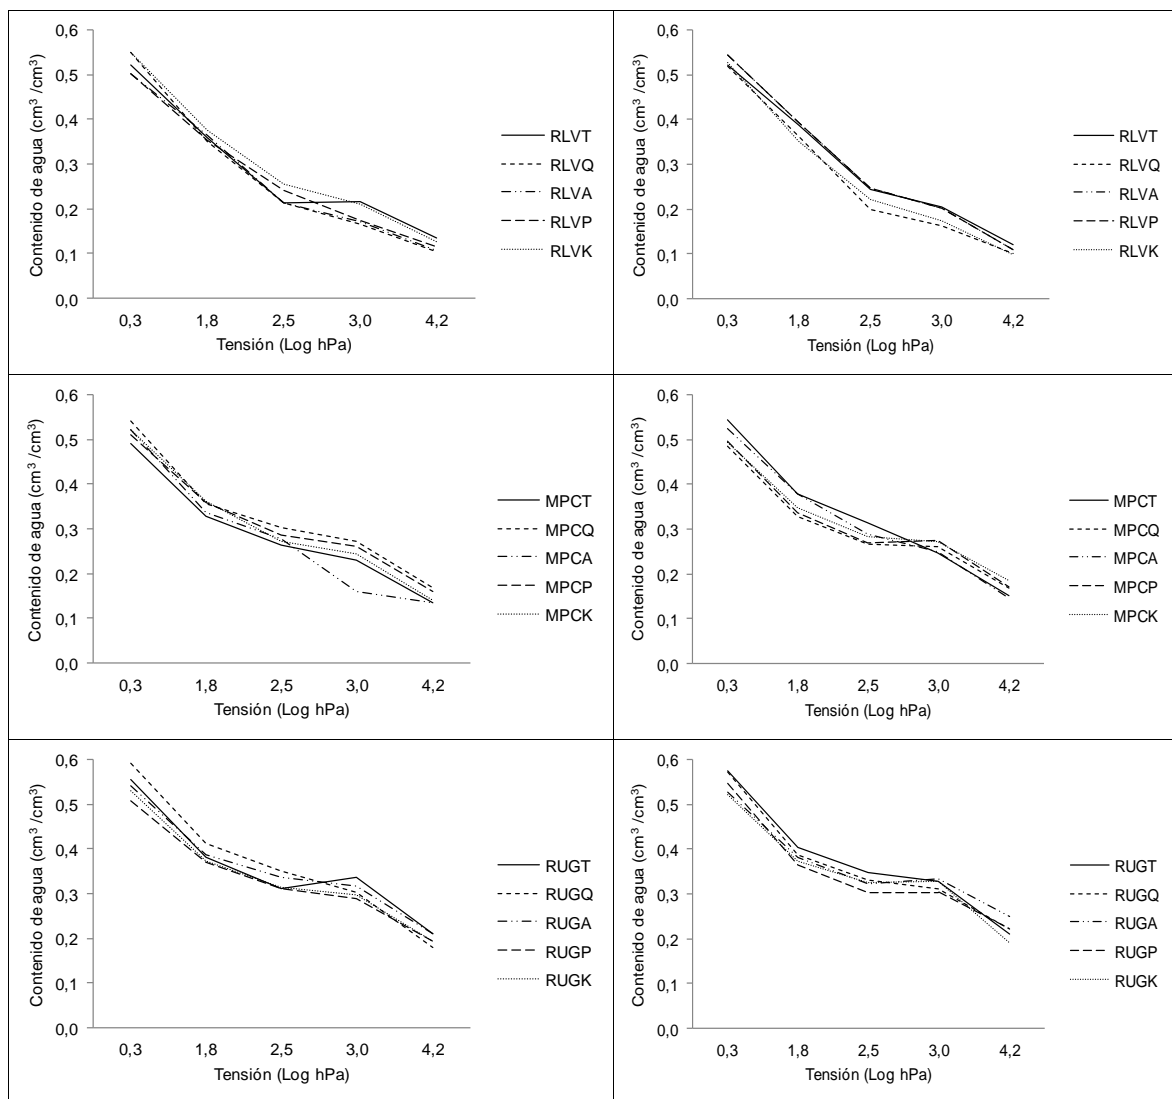 Contenido de agua (cm³ /cm³)
0,6
0,5
0,4
0,3
0,2
0,1
0,0
0,3 1,8 2,5 3,0 4,2
Tensión (Log hPa)
RLVT
RLVQ
RLVA
RLVP
RLVK
Contenido de agua (cm³ /cm³)
0,6
0,5
0,4
0,3
0,2
0,1
0,0
0,3 1,8 2,5 3,0 4,2
Tensión (Log hPa)
RLVT
RLVQ
RLVA
RLVP
RLVK
Contenido de agua (cm³ /cm³)
0,6
0,5
0,4
0,3
0,2
0,1
0,0
0,3 1,8 2,5 3,0 4,2
Tensión (Log hPa)
MPCT
MPCQ
MPCA
MPCP
MPCK
Contenido de agua (cm³ /cm³)
0,6
0,5
0,4
0,3
0,2
0,1
0,0
0,3 1,8 2,5 3,0 4,2
Tensión (Log hPa)
MPCT
MPCQ
MPCA
MPCP
MPCK
Contenido de agua (cm³ /cm³)
0,6
0,5
0,4
0,3
0,2
0,1
0,0
0,3 1,8 2,5 3,0 4,2
Tensión (Log hPa)
RUGT
RUGQ
RUGA
RUGP
RUGK
Contenido de agua (cm³ /cm³)
0,6
0,5
0,4
0,3
0,2
0,1
0,0
0,3 1,8 2,5 3,0 4,2
Tensión (Log hPa)
RUGT
RUGQ
RUGA
RUGP
RUGK